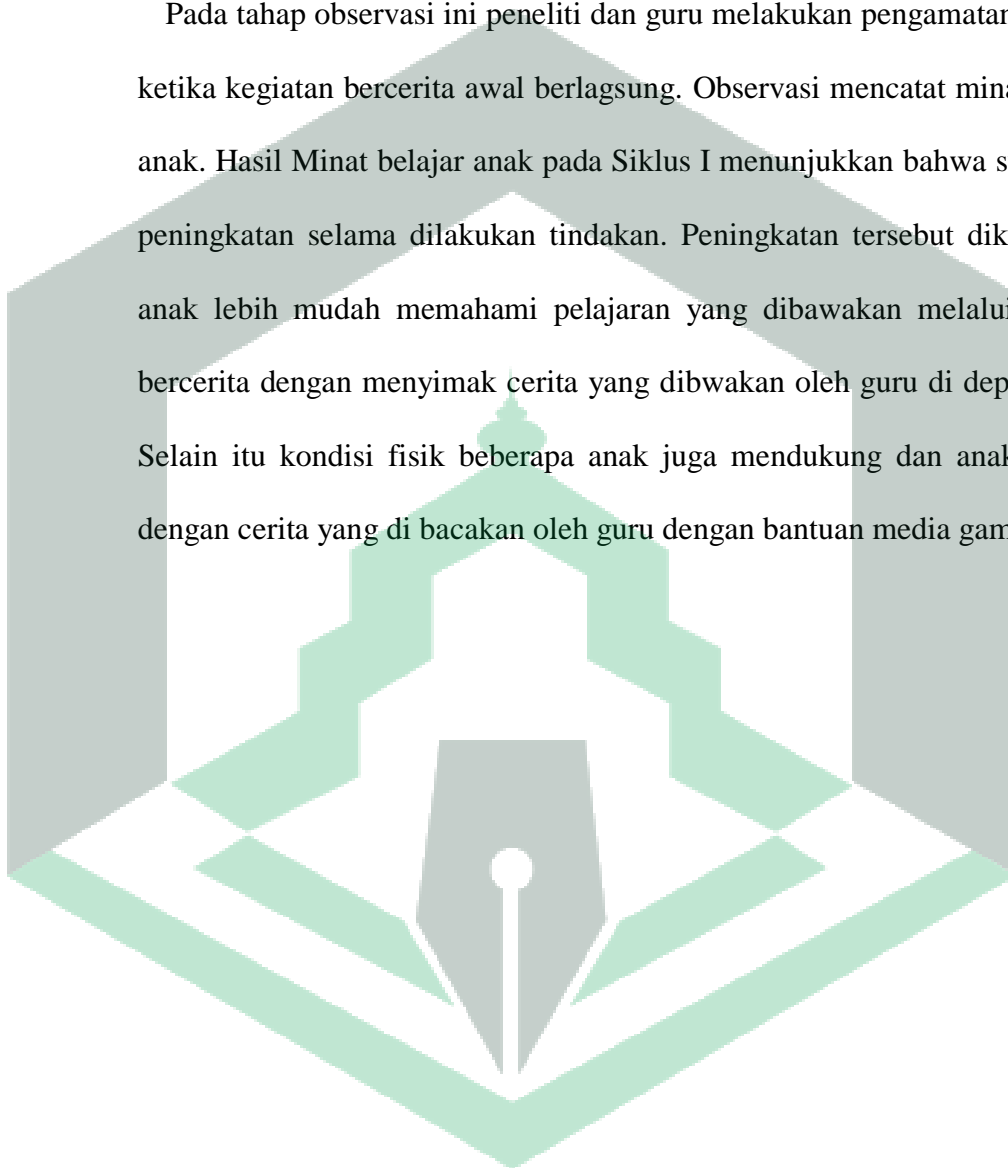 Pada tahap observasi ini peneliti dan guru melakukan pengamatan
ketika kegiatan bercerita awal berlagsung. Observasi mencatat mina
anak. Hasil Minat belajar anak pada Siklus I menunjukkan bahwa s
peningkatan selama dilakukan tindakan. Peningkatan tersebut dik
anak lebih mudah memahami pelajaran yang dibawakan melalui
bercerita dengan menyimak cerita yang dibwakan oleh guru di dep
Selain itu kondisi fisik beberapa anak juga mendukung dan anak
dengan cerita yang di bacakan oleh guru dengan bantuan media gam